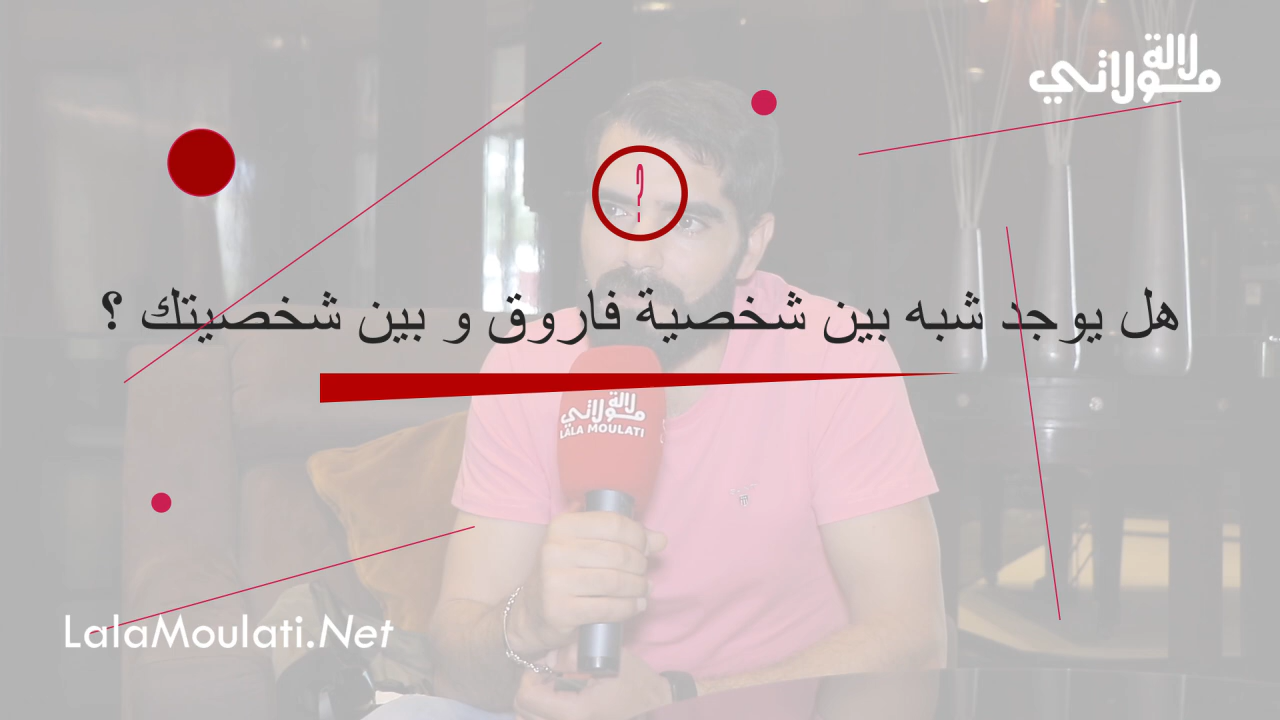 لالة
مولاتي
؟
هل يوجد شبه بين شخصية فاروق و بين شخصيتك ؟
لالة
مولاتي
LALA MOULATI
LalaMoulati.Net